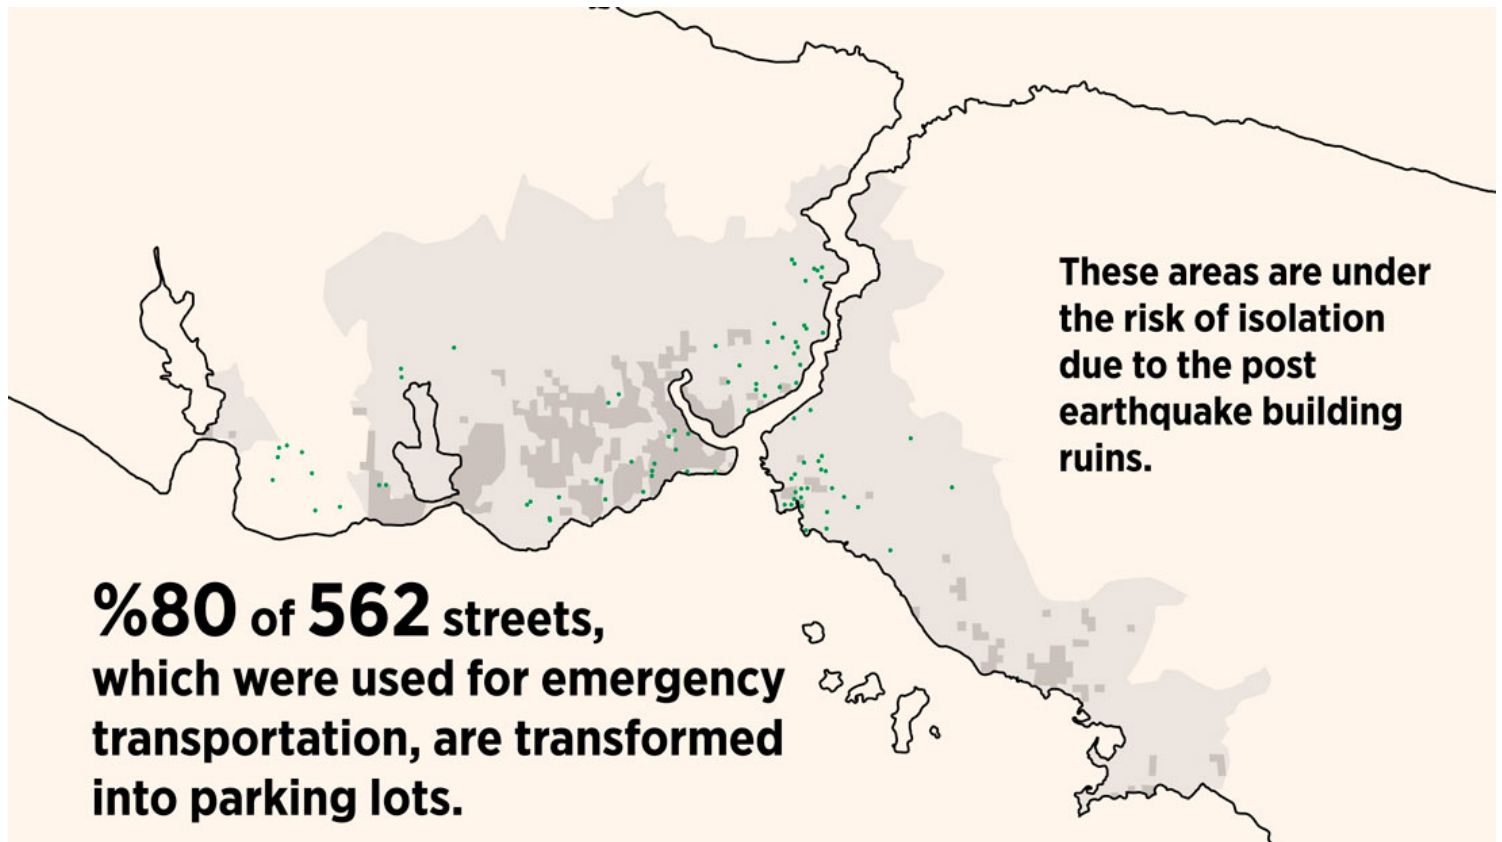 These areas are under
the risk of isolation
due to the post
earthquake building
ruins.
%80 of 562 streets,
which were used for emergency
transportation, are transformed
into parking lots.